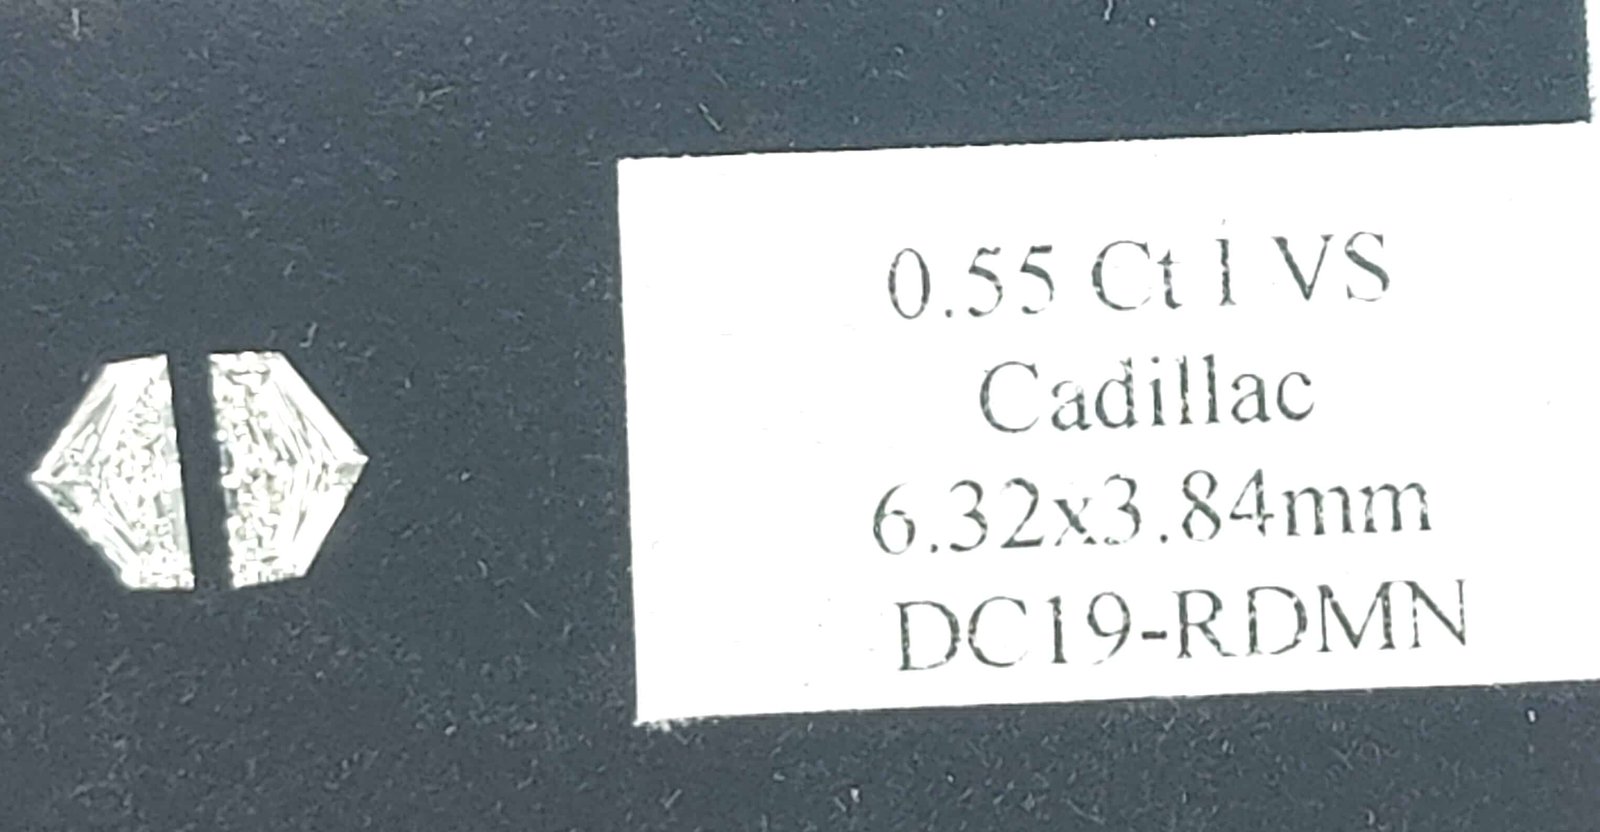 0.55 Ct I VS
Cadillac
6.32x3.84mm
DC19-RDMN